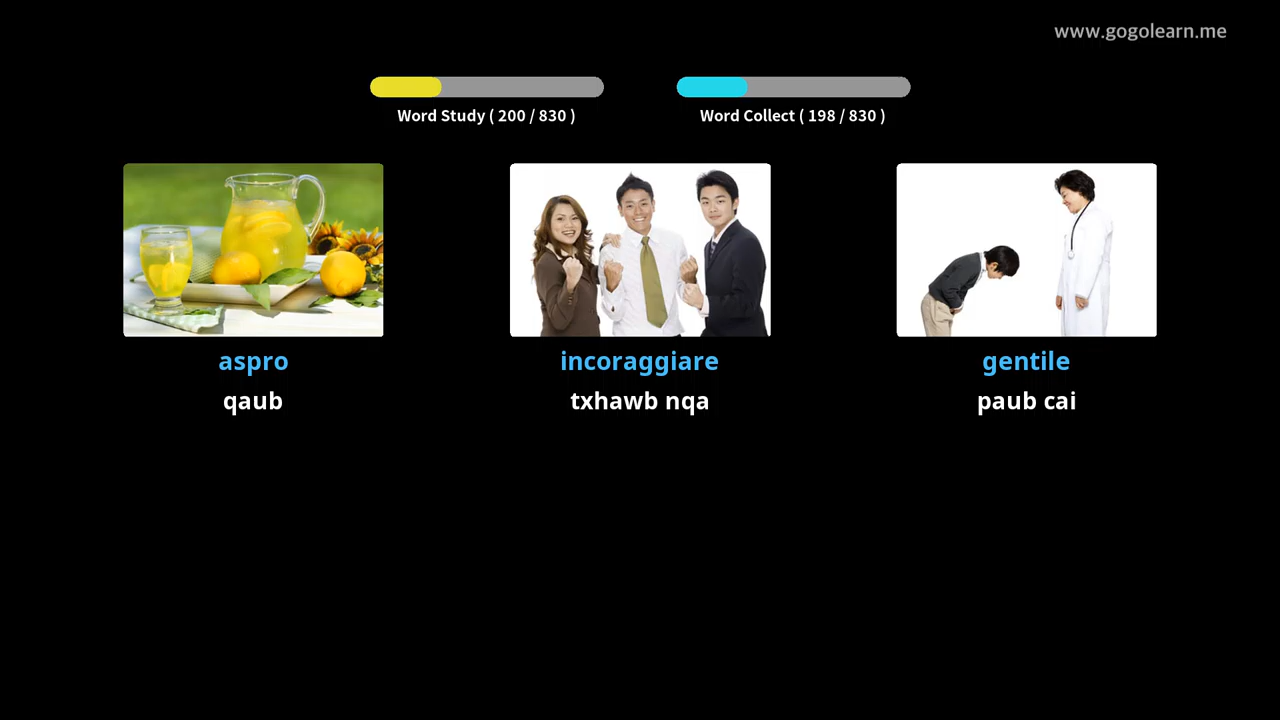 www.gogolearn.me
Word Study ( 200 / 830 )
Word Collect ( 198 / 830 )
aspro
incoraggiare
gentile
qaub
txhawb nqa
paub cai